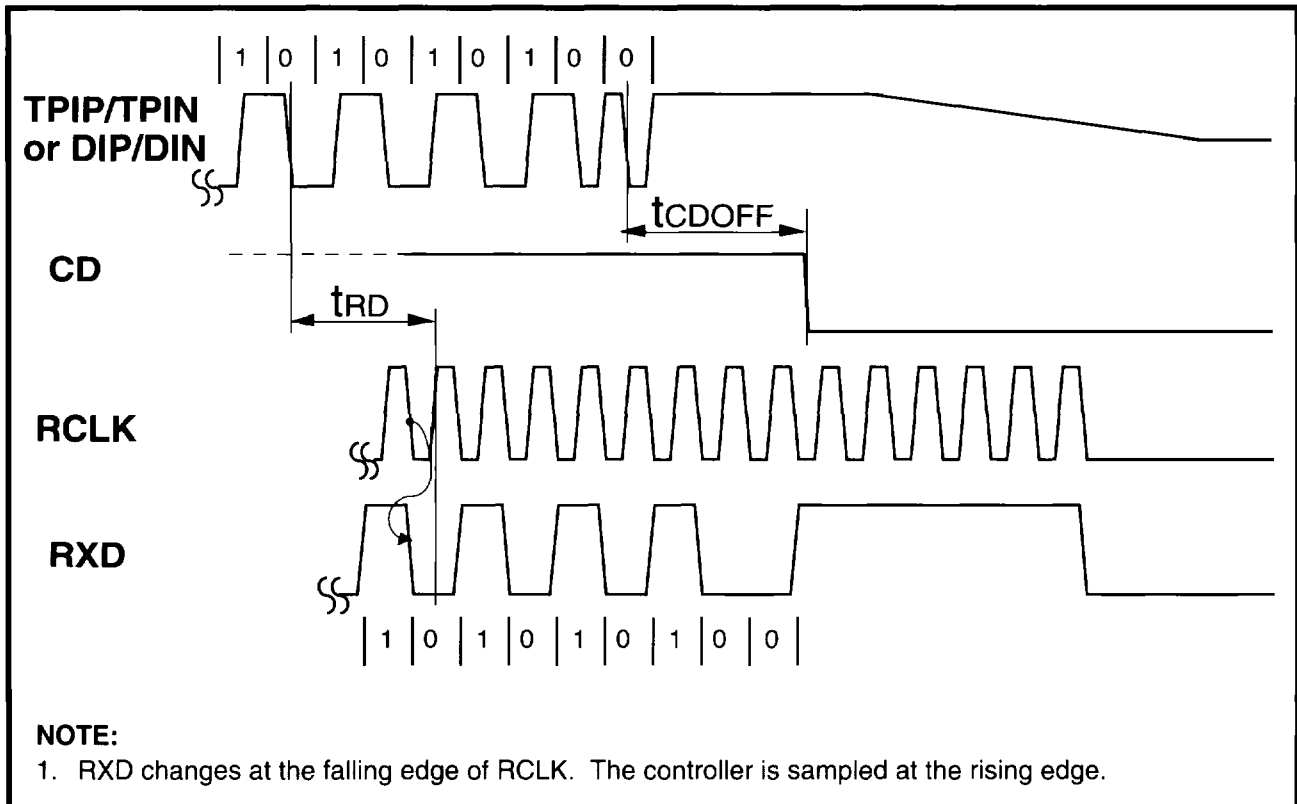 1 0 1 0 1 0 1 0 0
TPIP/TPIN
or DIP/DIN
tCDOFF
CD
tRD
RCLK
RXD
1 0 1 0 1 0 1 0 0
NOTE:
1. RXD changes at the falling edge of RCLK. The controller is sampled at the rising edge.